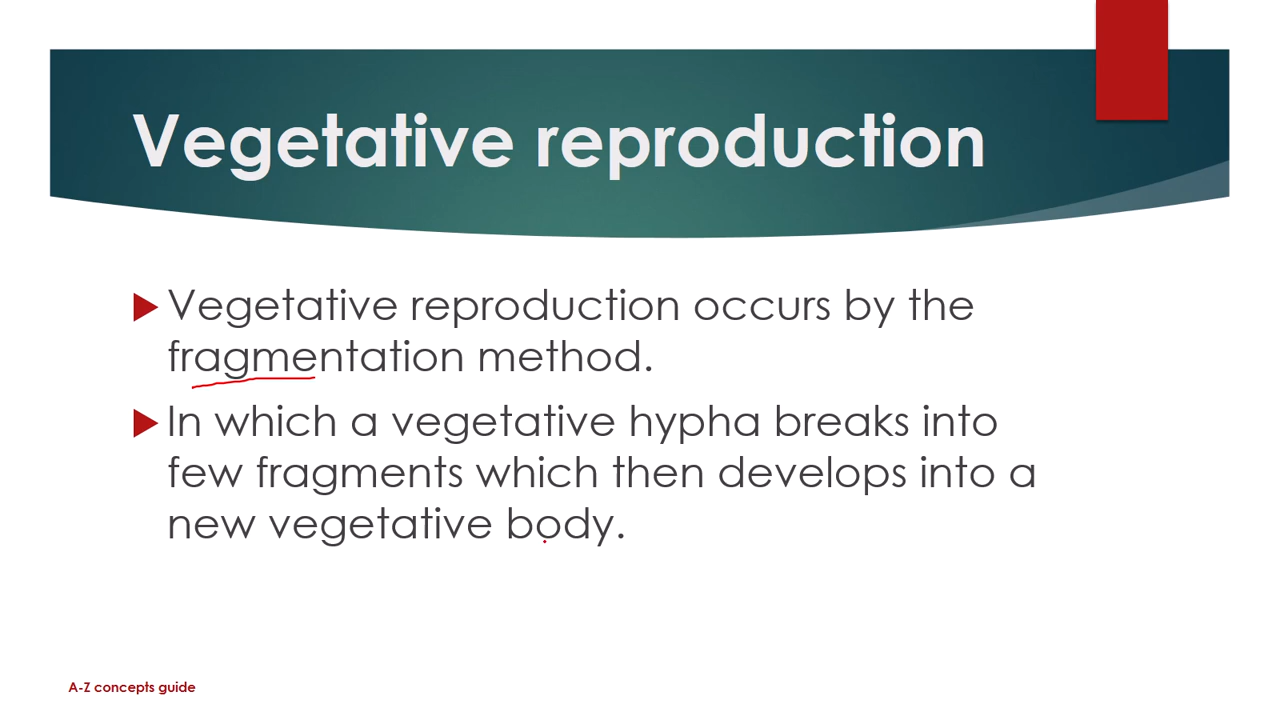 Vegetative reproduction
Vegetative reproduction occurs by the
fragmentation method.
In which a vegetative hypha breaks into
few fragments which then develops into a
new vegetative body.
A-Z concepts guide